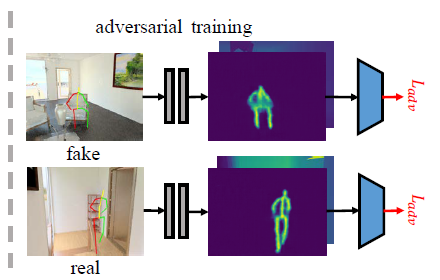 adversarial training
L_adv
fake
L_adv
real